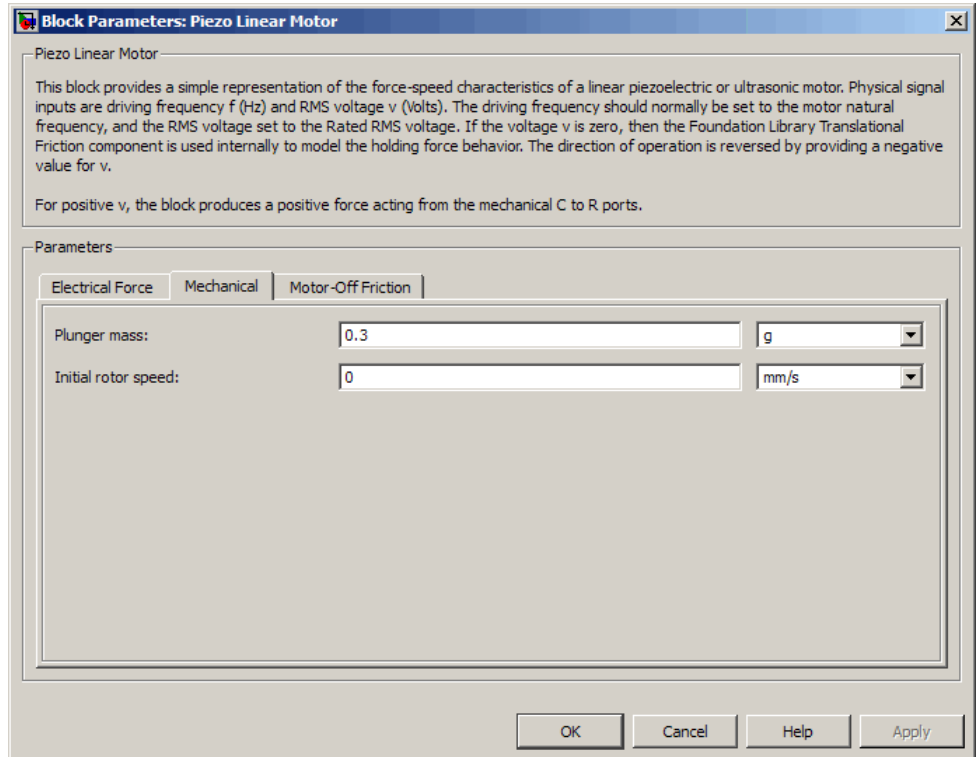 Block Parameters: Piezo Linear Motor
Piezo Linear Motor
This block provides a simple representation of the force-speed characteristics of a linear piezoelectric or ultrasonic motor. Physical signal
inputs are driving frequency f (Hz) and RMS voltage v (Volts). The driving frequency should normally be set to the motor natural
frequency, and the RMS voltage set to the Rated RMS voltage. If the voltage v is zero, then the Foundation Library Translational
Friction component is used internally to model the holding force behavior. The direction of operation is reversed by providing a negative
value for v.
For positive v, the block produces a positive force acting from the mechanical C to R ports.
Parameters
Electrical Force Mechanical Motor-Off Friction
Plunger mass: 0.3 g
Initial rotor speed: 0 mm/s
OK Cancel Help Apply